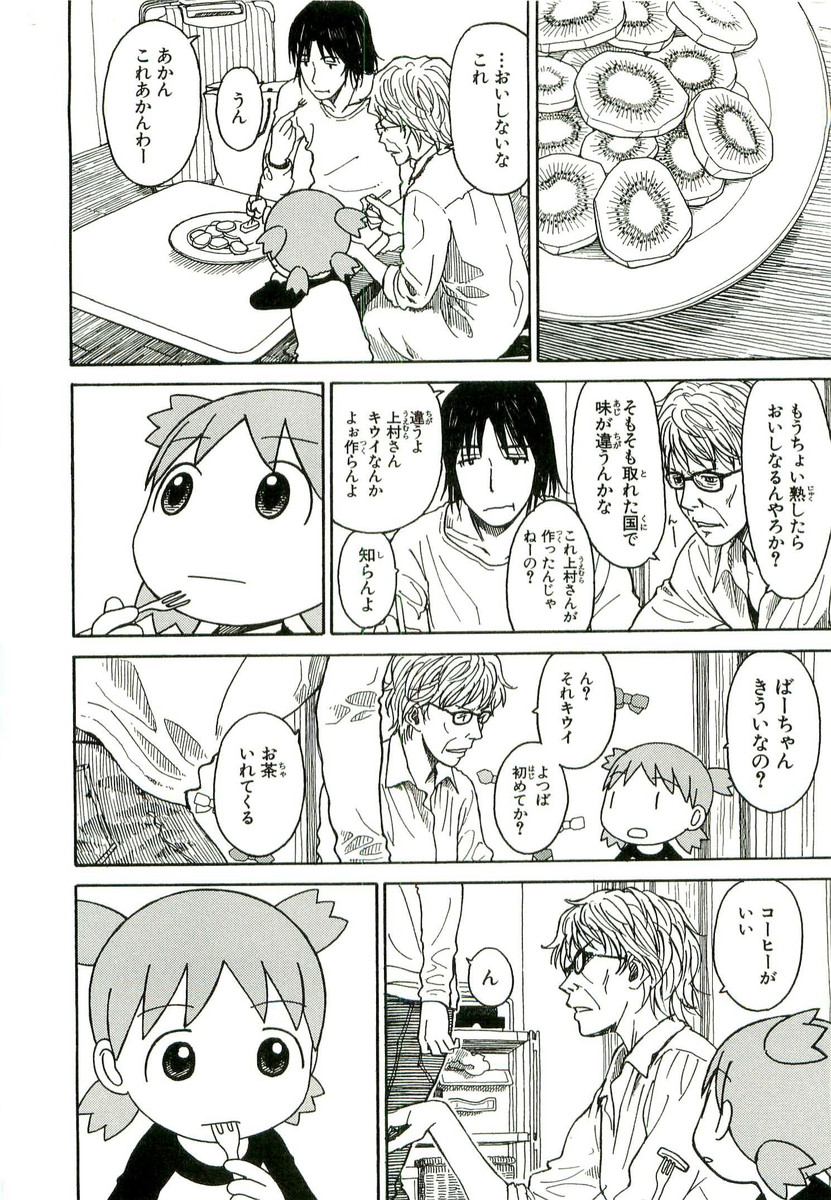 …おいしないな
これ
うん
あかん
これあかんわー
もうちょい熟したら
おいしなるんやろか?
んー
そもそも取れた国で
味が違うんかな
これ上村さんが
作ったんじゃ
ねーの?
違うよ
上村さん
キウイなんか
よぉ作らんよ
知らんよ
ばーちゃん
きういなの?
ん?
それキウイ
よつば
初めてか?
お茶
いれてくる
コーヒーが
いい
ん